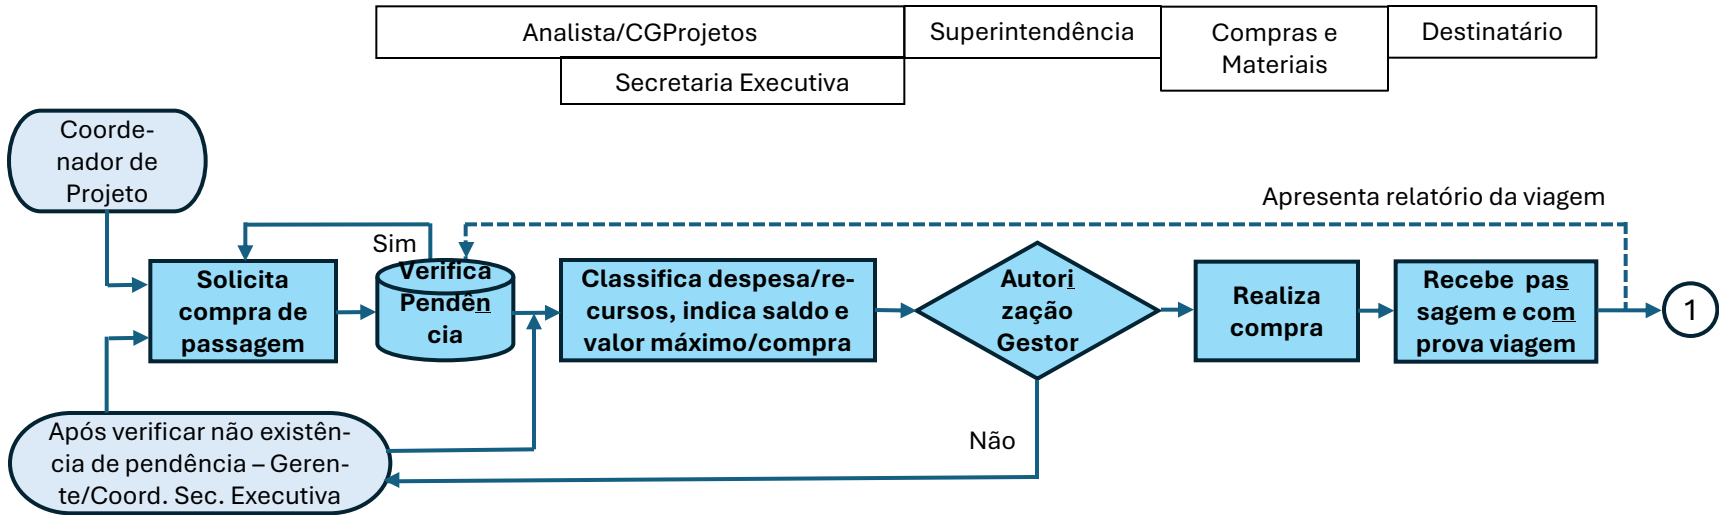 Analista/CGProjetos
Superintendência
Compras e
Materiais
Destinatário
Secretaria Executiva
Coorde-
nador de
Projeto
Apresenta relatório da viagem
Sim
Solicita
compra de
passagem
Verifica
Pendên
cia
Classifica despesa/re-
cursos, indica saldo e
valor máximo/compra
Autori
zação
Gestor
Realiza
compra
Recebe pas
sagem e com
prova viagem
1
Após verificar não existên-
cia de pendência – Geren-
te/Coord. Sec. Executiva
Não